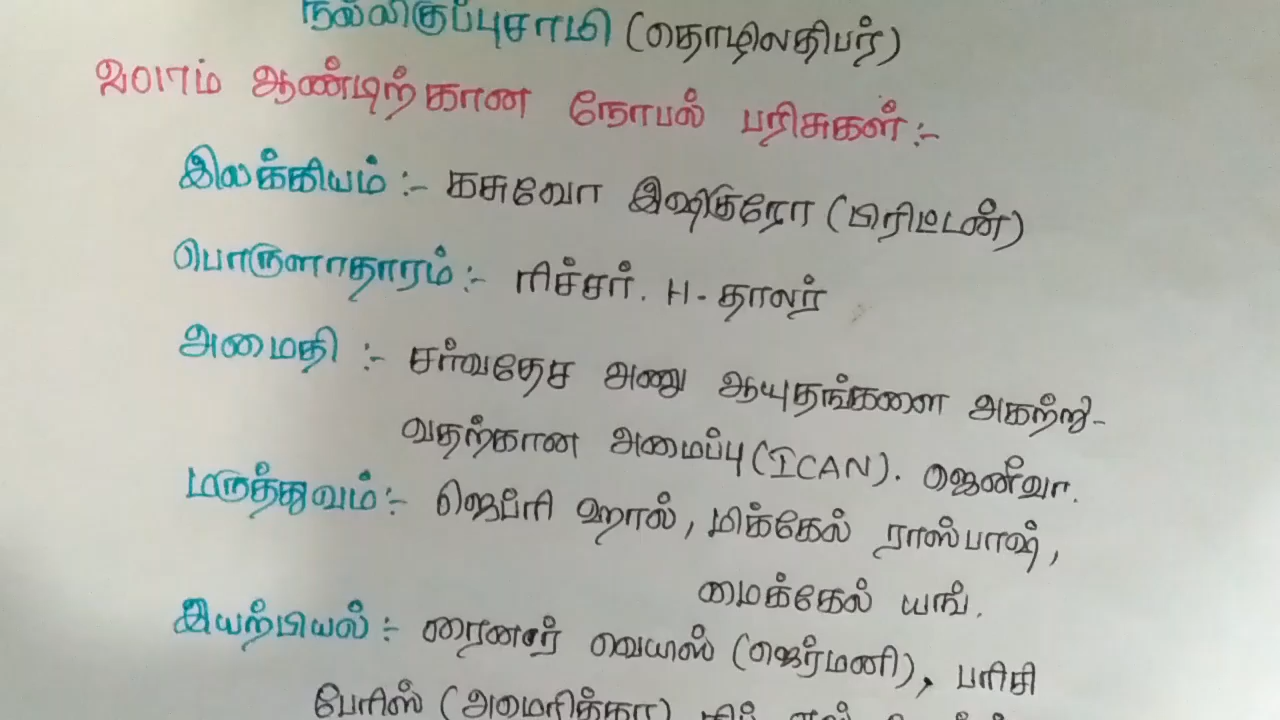 நல்லிகுப்புசாமி (தொழிலதிபர்)
2017ம் ஆண்டிற்கான நோபல் பரிசுகள் :-
இலக்கியம் :- கசுவோ இஷிகுரோ (பிரிட்டன்)
பொருளாதாரம் :- ரிச்சர். H - தாலர்
அமைதி :- சர்வதேச அணு ஆயுதங்களை அகற்று-
வதற்கான அமைப்பு (ICAN). ஜெனீவா.
மருத்துவம் :- ஜெப்ரி ஹால், மிக்கேல் ராஸ்பாஷ்,
மைக்கேல் யங்.
இயற்பியல் :- ரைனர் வெய்ஸ் (ஜெர்மனி), பரிசி
பேரிஸ் (அமைரிக்கா)